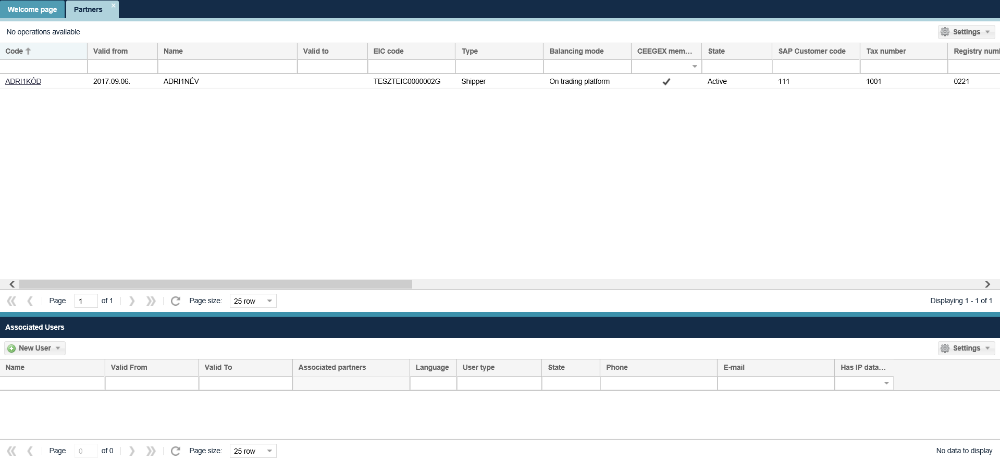 Welcome page Partners
No operations available Settings
Code Valid from Name Valid to EIC code Type Balancing mode CEEGEX mem... State SAP Customer code Tax number Registry num
ADRI1KÓD 2017.09.06. ADRI1NÉV TESZTEIC0000002G Shipper On trading platform Active 111 1001 0221
Page 1 of 1 Page size: 25 row Displaying 1 - 1 of 1
Associated Users
New User Settings
Name Valid From Valid To Associated partners Language User type State Phone E-mail Has IP data...
Page 0 of 0 Page size: 25 row No data to display